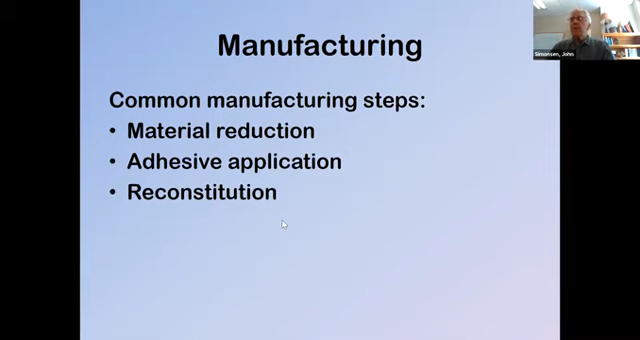 Manufacturing
Simonsen, John
Common manufacturing steps:
• Material reduction
• Adhesive application
• Reconstitution